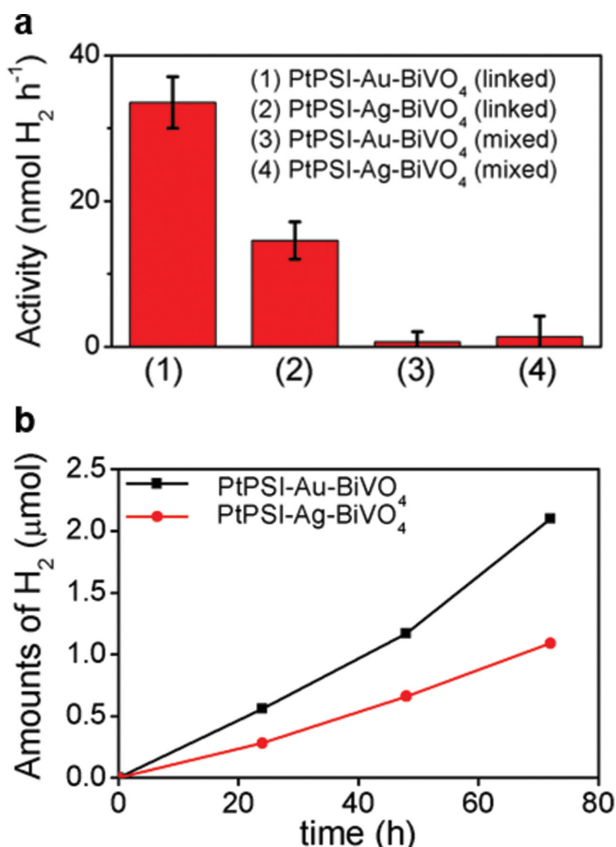 a
Activity (nmol H₂ h⁻¹)
40
20
0
(1) PtPSI-Au-BiVO₄ (linked)
(2) PtPSI-Ag-BiVO₄ (linked)
(3) PtPSI-Au-BiVO₄ (mixed)
(4) PtPSI-Ag-BiVO₄ (mixed)
(1) (2) (3) (4)
b
Amounts of H₂ (μmol)
2.5
2.0
1.5
1.0
0.5
0.0
PtPSI-Au-BiVO₄
PtPSI-Ag-BiVO₄
0 20 40 60 80
time (h)